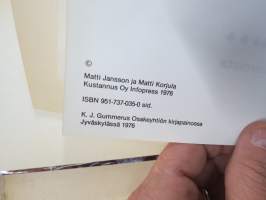 ©
Matti Jansson ja Matti Korjula
Kustannus Oy Infopress 1976
ISBN 951-737-035-0 sid.
K. J. Gummerus Osakeyhtiön kirjapainossa
Jyväskylässä 1976